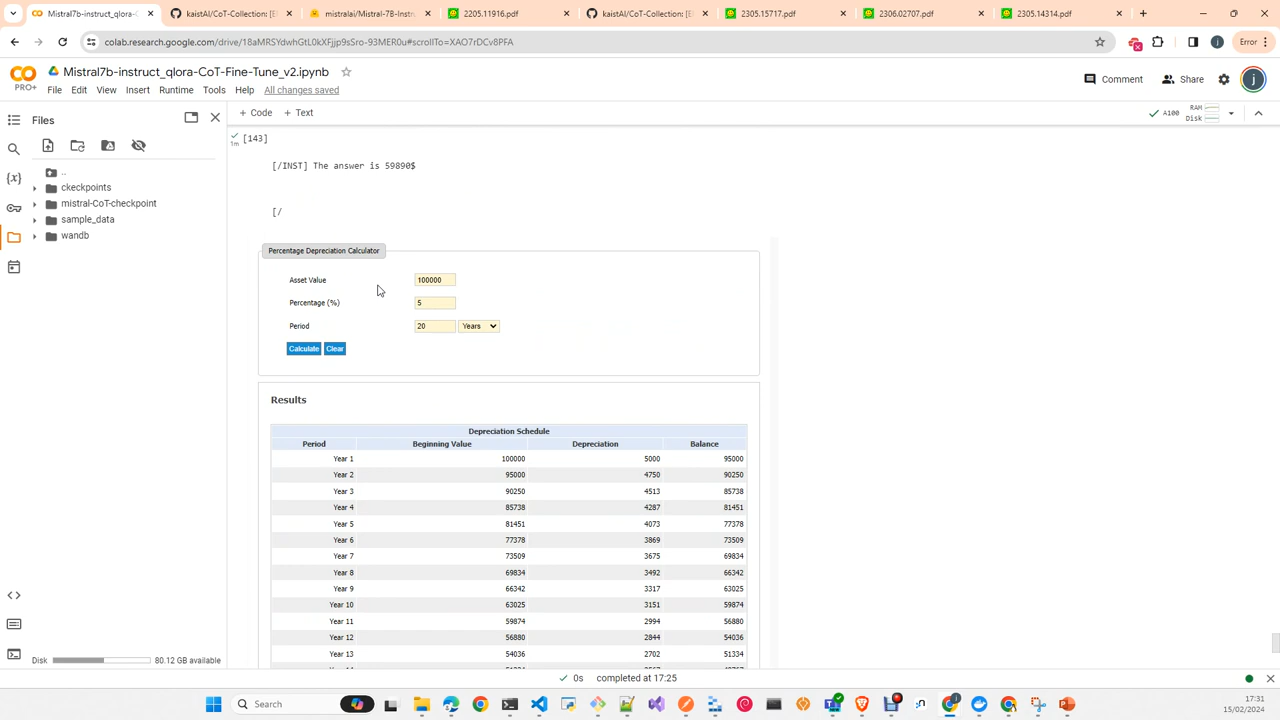 Mistral7b-instruct_qlora-C
kaistAI/CoT-Collection: [E
mistralai/Mistral-7B-Instruc
2209.11916.pdf
kaistAI/CoT-Collection: [E
2305.15717.pdf
2306.02707.pdf
2305.14314.pdf
colab.research.google.com/drive/18aMRSYdwhGtL0kXFjjp9sSro-93MER0u#scrollTo=XAO7rDCv8PFA
j
Error
CO
PRO+
Mistral7b-instruct_qlora-CoT-Fine-Tune_v2.ipynb
File Edit View Insert Runtime Tools Help All changes saved
Comment
Share
j
Files
+ Code + Text
A100
RAM
Disk
..
ckeckpoints
mistral-CoT-checkpoint
sample_data
wandb
{x}
1m
[143]
[/INST] The answer is 59890$
[/
Percentage Depreciation Calculator
Asset Value 100000
Percentage (%) 5
Period 20 Years
Calculate Clear
Results
Depreciation Schedule
Period Beginning Value Depreciation Balance
Year 1 100000 5000 95000
Year 2 95000 4750 90250
Year 3 90250 4513 85738
Year 4 85738 4287 81451
Year 5 81451 4073 77378
Year 6 77378 3869 73509
Year 7 73509 3675 69834
Year 8 69834 3492 66342
Year 9 66342 3317 63025
Year 10 63025 3151 59874
Year 11 59874 2994 56880
Year 12 56880 2844 54036
Year 13 54036 2702 51334
Disk
80.12 GB available
0s completed at 17:25
Search
17:31
15/02/2024